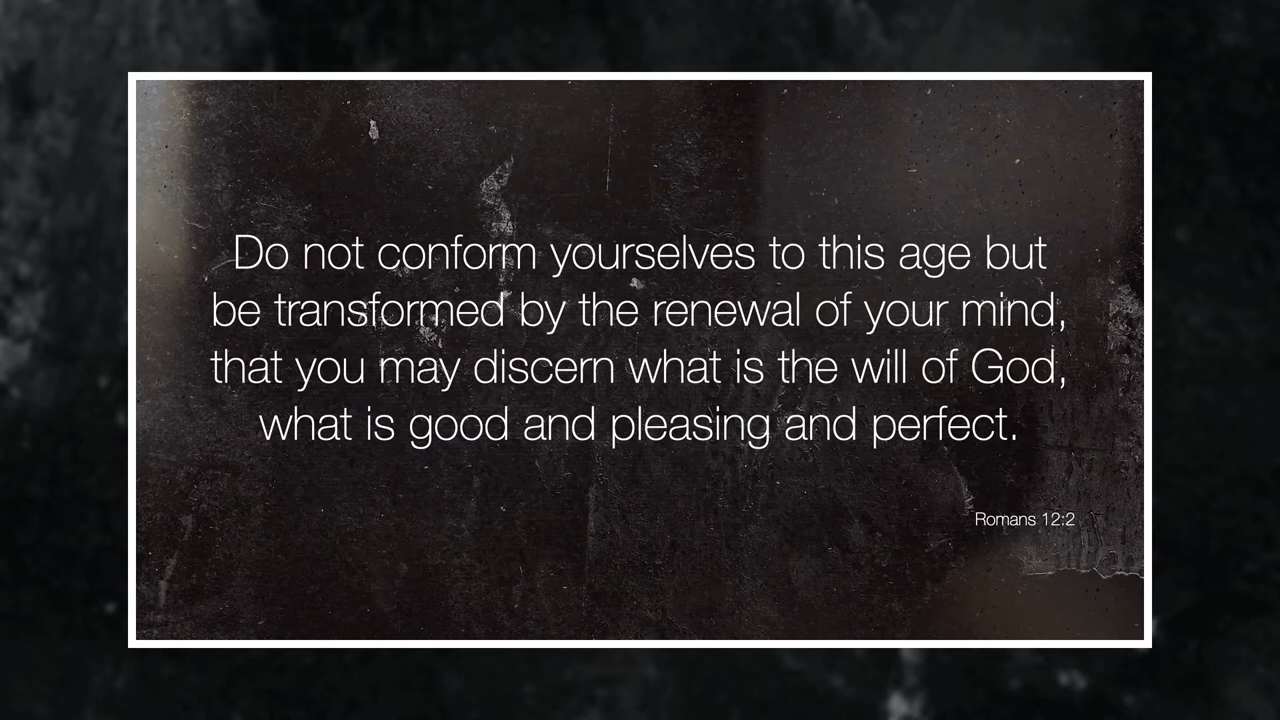 Do not conform yourselves to this age but
be transformed by the renewal of your mind,
that you may discern what is the will of God,
what is good and pleasing and perfect.
Romans 12:2